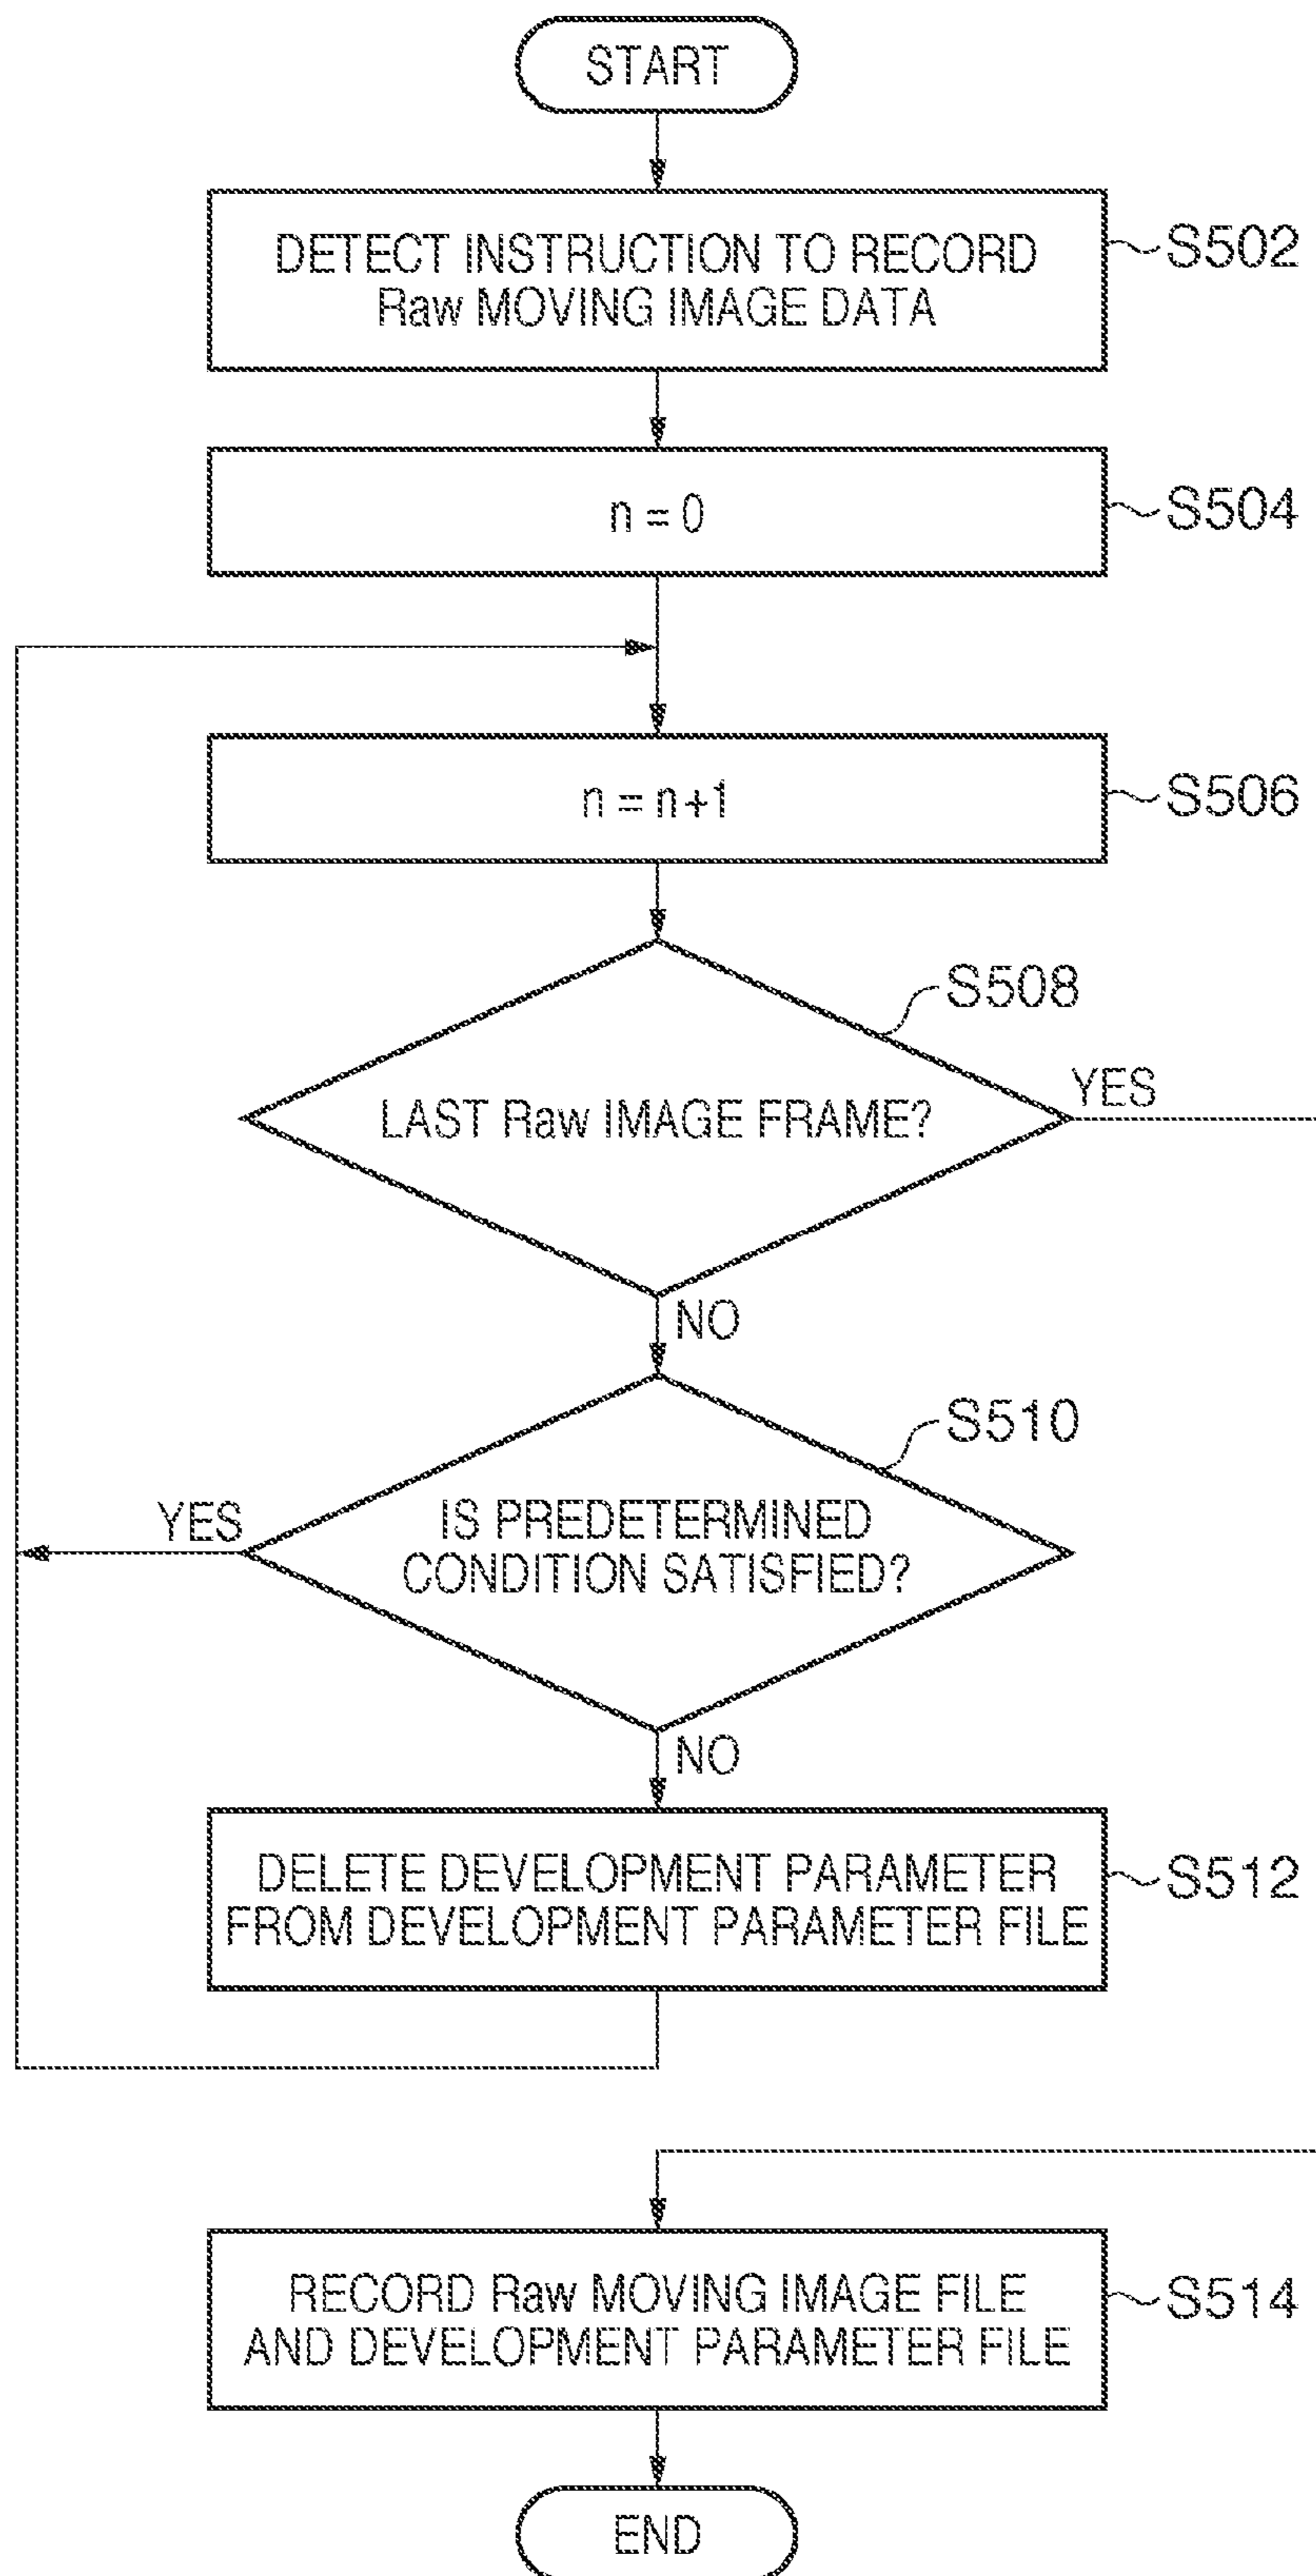 START
DETECT INSTRUCTION TO RECORD
Raw MOVING IMAGE DATA
S502
n = 0
S504
n = n+1
S506
S508
LAST Raw IMAGE FRAME?
YES
NO
S510
YES
IS PREDETERMINED
CONDITION SATISFIED?
NO
DELETE DEVELOPMENT PARAMETER
FROM DEVELOPMENT PARAMETER FILE
S512
RECORD Raw MOVING IMAGE FILE
AND DEVELOPMENT PARAMETER FILE
S514
END